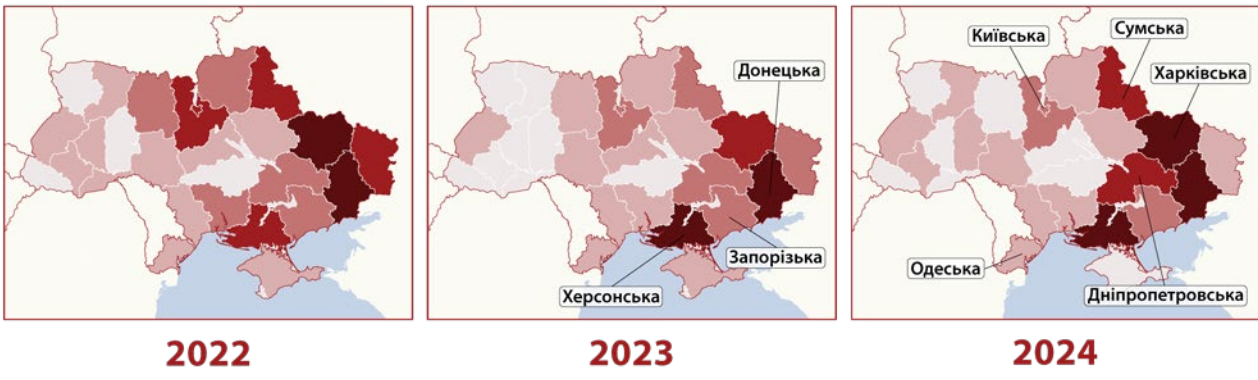 Донецька
Запорізька
Херсонська
Київська
Сумська
Харківська
Одеська
Дніпропетровська
2022
2023
2024